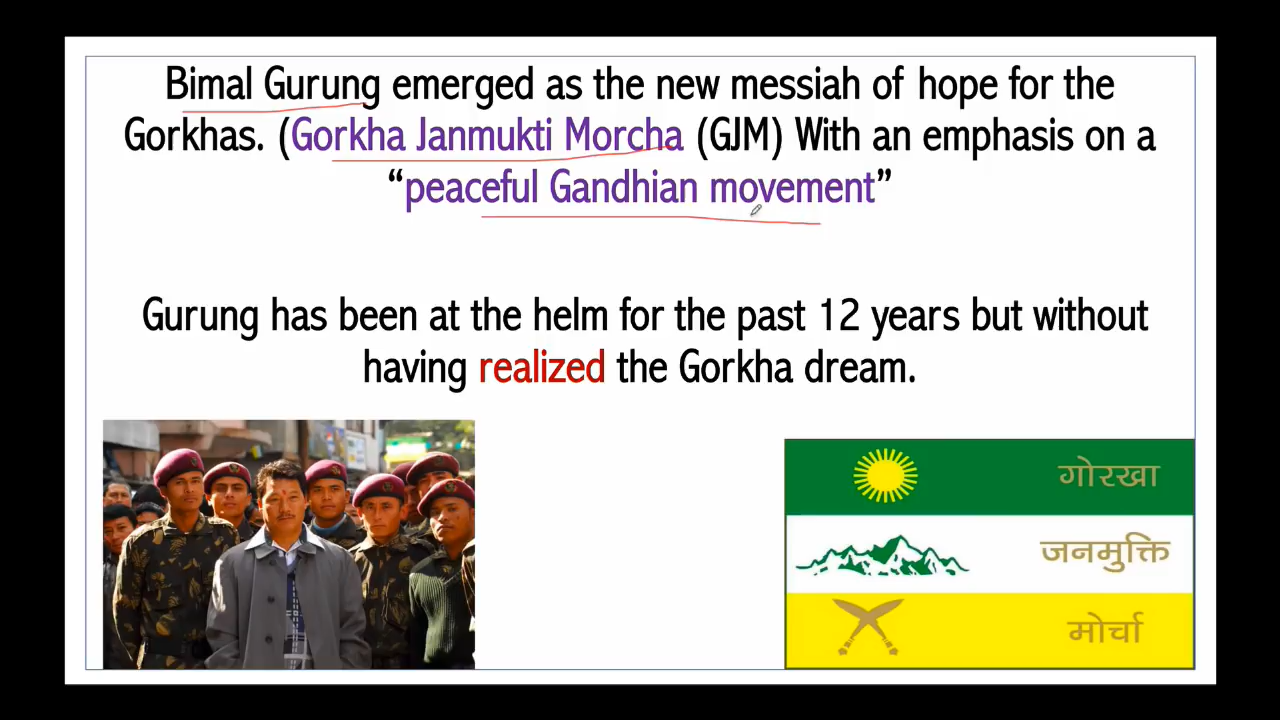 Bimal Gurung emerged as the new messiah of hope for the
Gorkhas. (Gorkha Janmukti Morcha (GJM) With an emphasis on a
“peaceful Gandhian movement”
Gurung has been at the helm for the past 12 years but without
having realized the Gorkha dream.
गोरखा
जनमुक्ति
मोर्चा